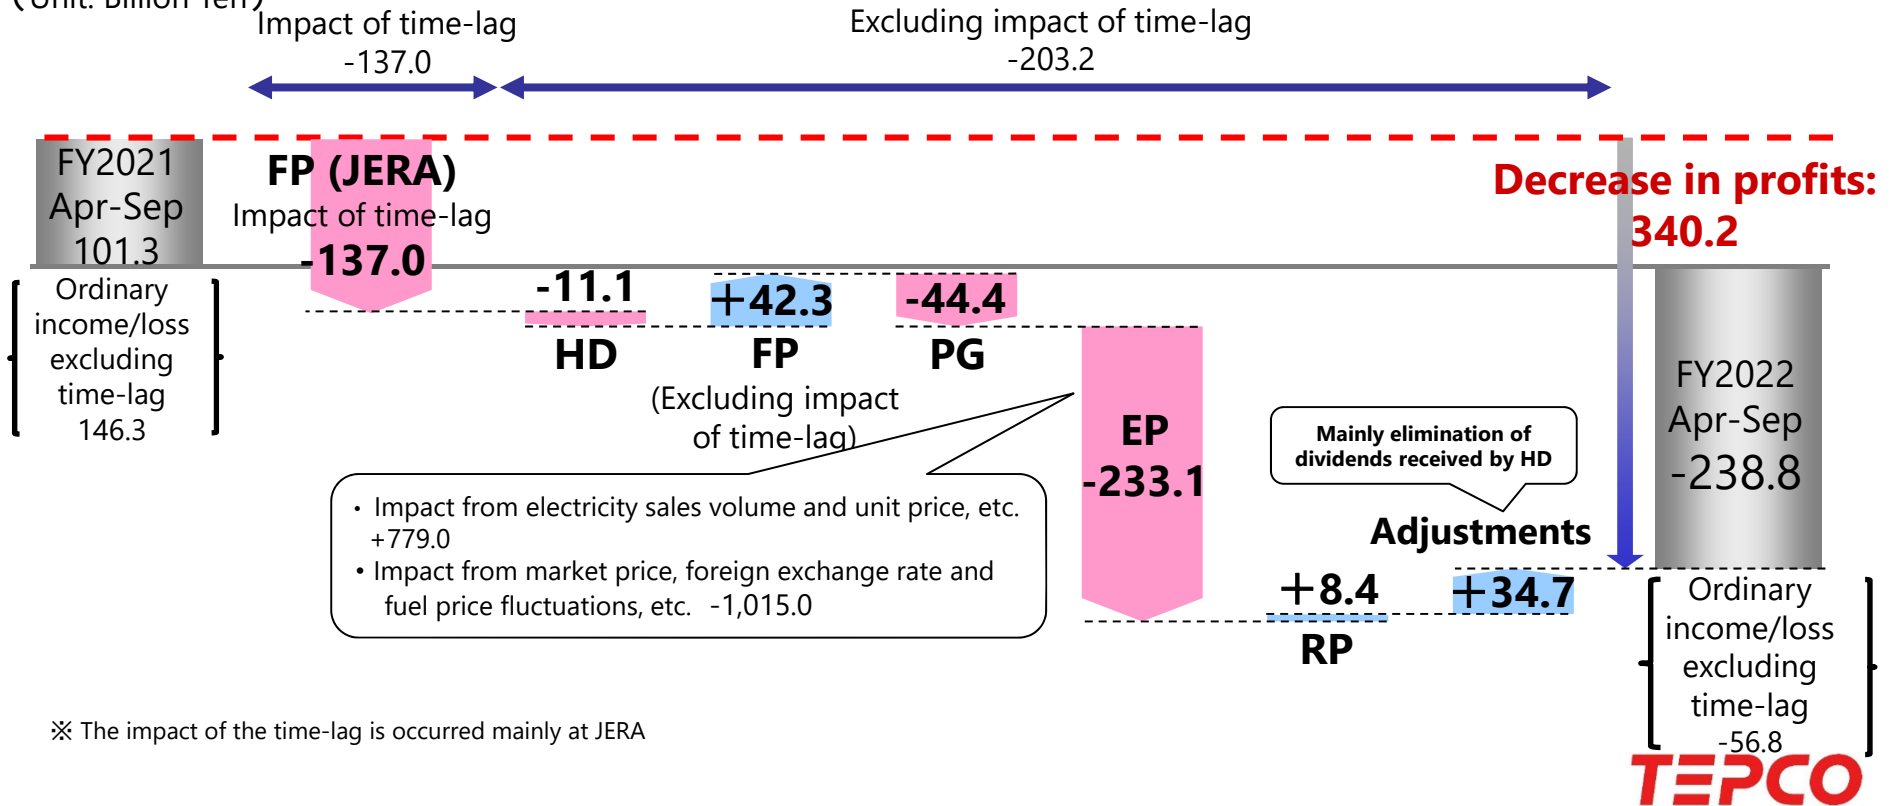 (Unit: Billion Yen)
Impact of time-lag
-137.0
Excluding impact of time-lag
-203.2
FY2021
Apr-Sep
101.3
FP (JERA)
Impact of time-lag
-137.0
Decrease in profits:
340.2
Ordinary
income/loss
excluding
time-lag
146.3
-11.1
HD
+42.3
FP
(Excluding impact
of time-lag)
-44.4
PG
EP
-233.1
・ Impact from electricity sales volume and unit price, etc.
+779.0
• Impact from market price, foreign exchange rate and
fuel price fluctuations, etc. -1,015.0
Mainly elimination of
dividends received by HD
Adjustments
+34.7
+8.4
RP
FY2022
Apr-Sep
-238.8
Ordinary
income/loss
excluding
time-lag
-56.8
※ The impact of the time-lag is occurred mainly at JERA
TEPCO